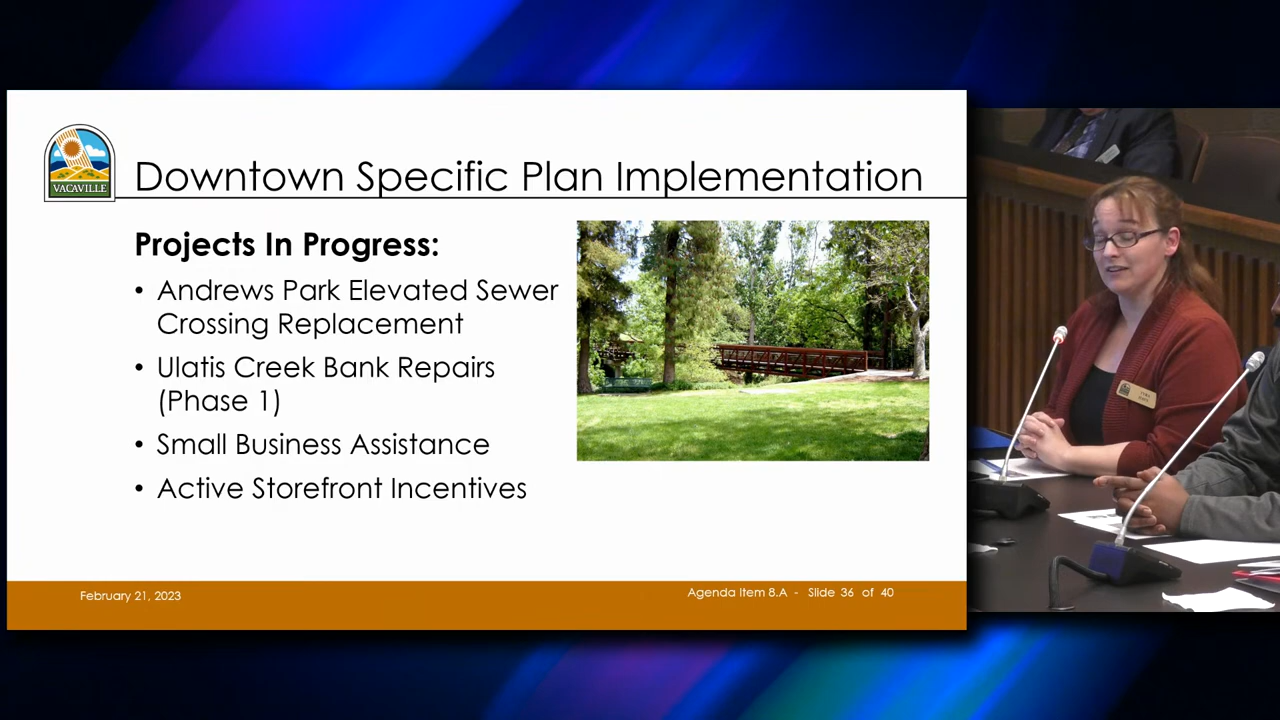 VACAVILLE
Downtown Specific Plan Implementation
Projects In Progress:
• Andrews Park Elevated Sewer
Crossing Replacement
• Ulatis Creek Bank Repairs
(Phase 1)
• Small Business Assistance
• Active Storefront Incentives
February 21, 2023
Agenda Item 8.A - Slide 36 of 40